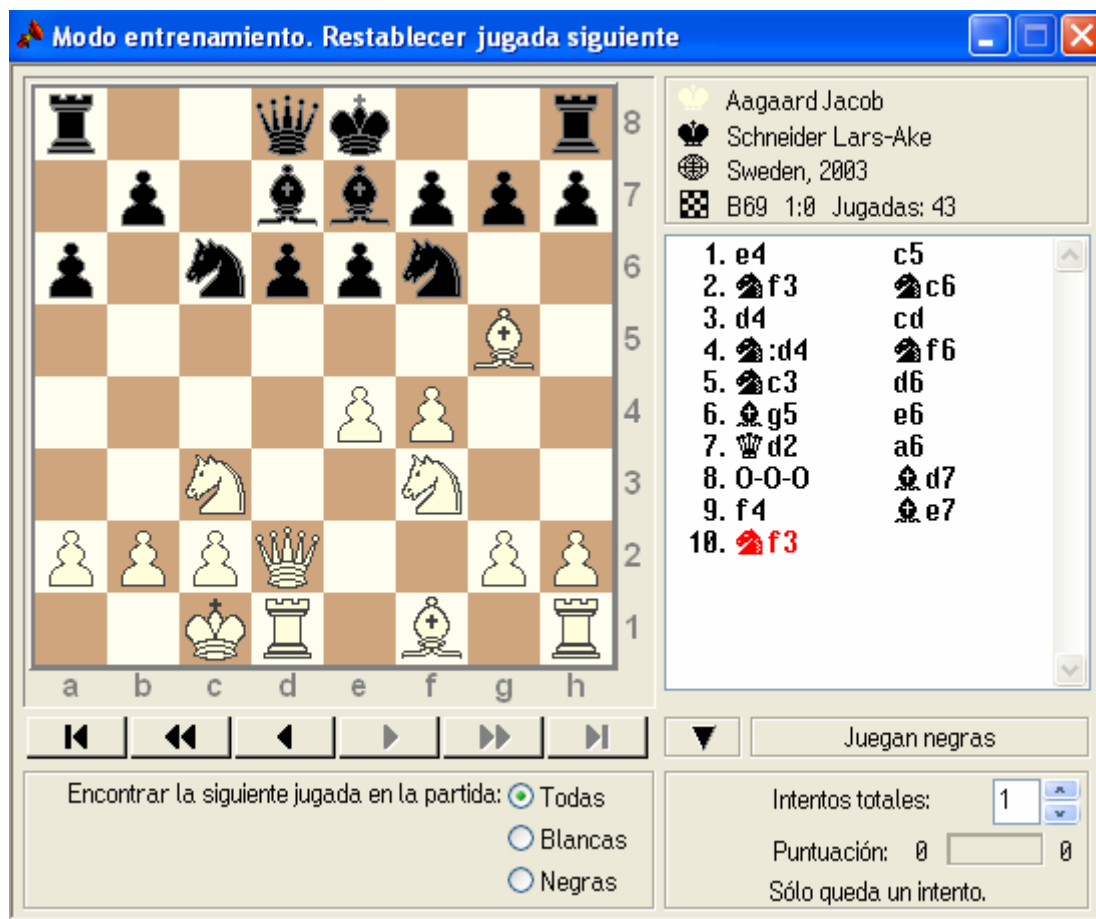 Modo entrenamiento. Restablecer jugada siguiente
Aagaard Jacob
Schneider Lars-Ake
Sweden, 2003
B69 1:0 Jugadas: 43
8
7
6
5
4
3
2
1
a b c d e f g h
1. e4 c5
2. ♞f3 ♞c6
3. d4 cd
4. ♞:d4 ♞f6
5. ♞c3 d6
6. ♝g5 e6
7. ♛d2 a6
8. 0-0-0 ♝d7
9. f4 ♝e7
10. ♞f3
Juegan negras
Encontrar la siguiente jugada en la partida: Todas
Blancas
Negras
Intentos totales: 1
Puntuación: 0 0
Sólo queda un intento.